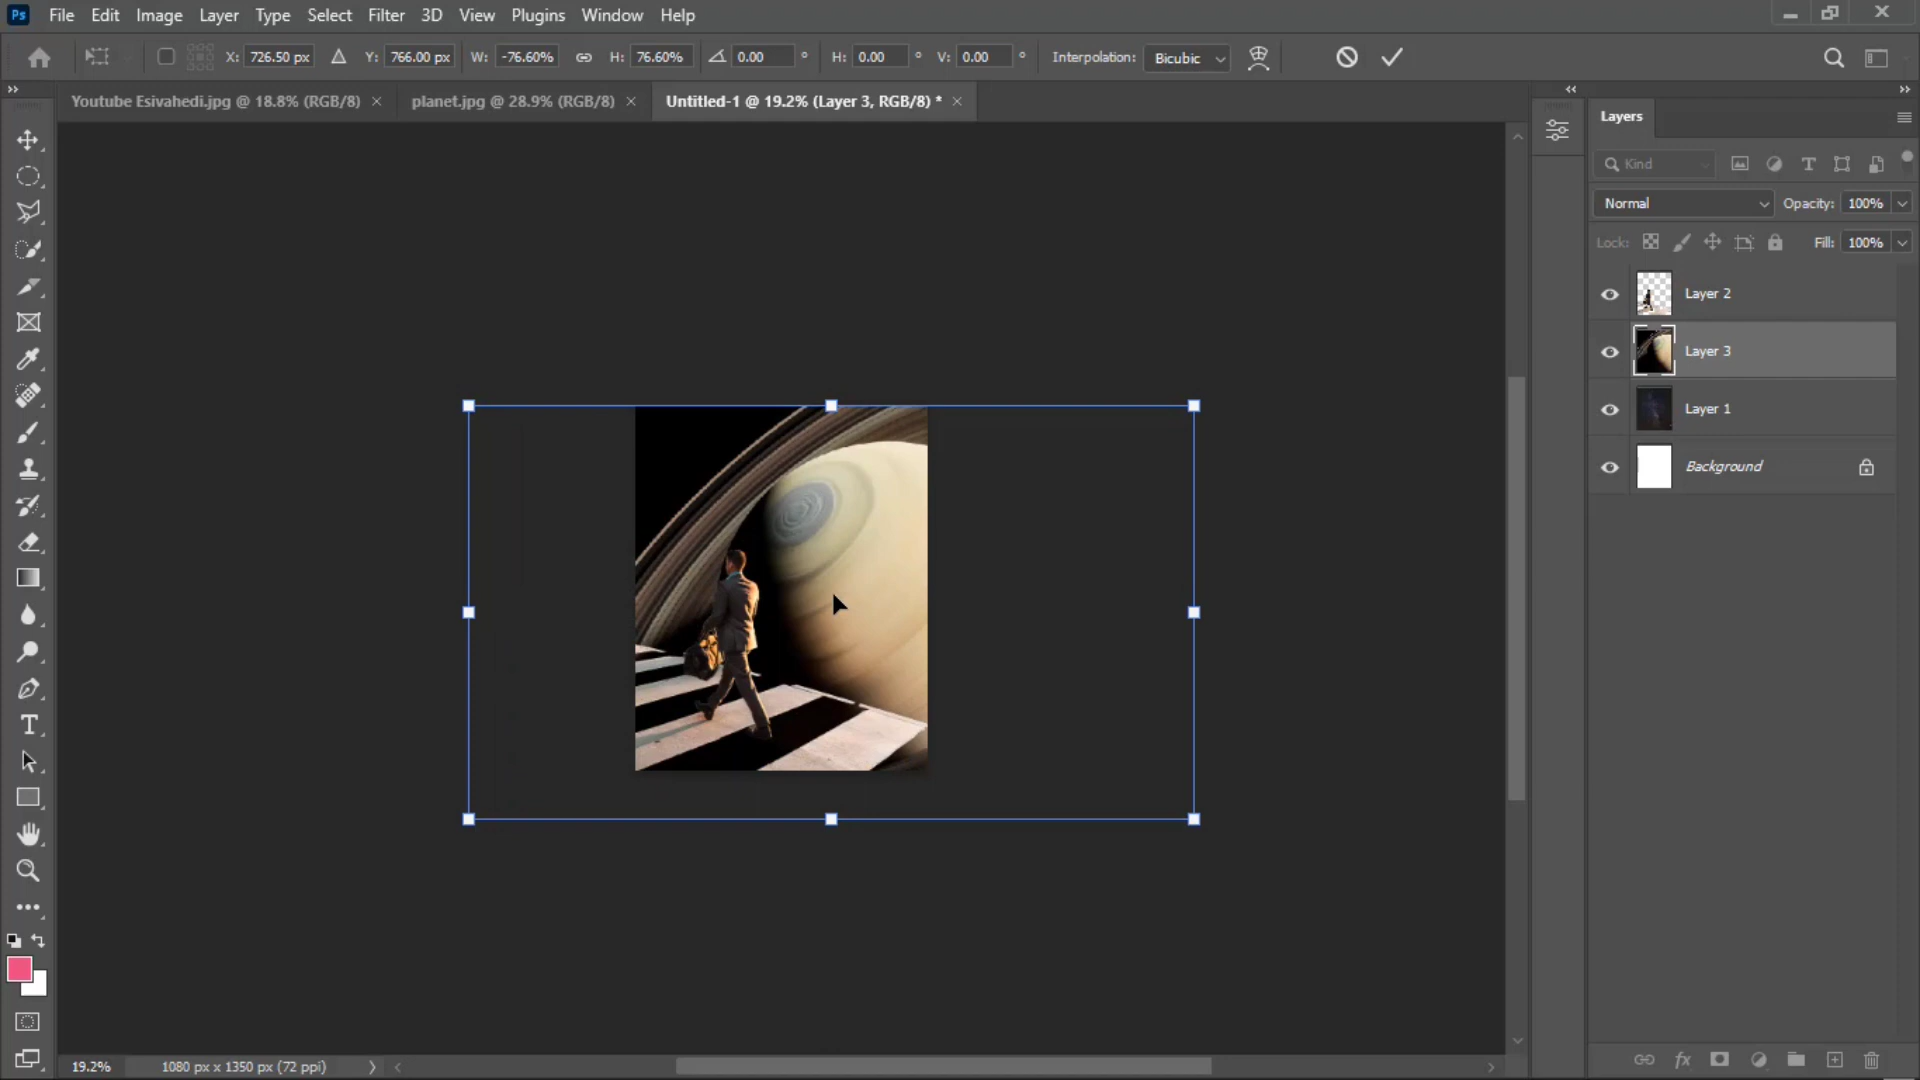 Ps File Edit Image Layer Type Select Filter 3D View Plugins Window Help
X: 726.50 px Y: 766.00 px W: -76.60% H: 76.60% 0.00 ° H: 0.00 ° V: 0.00 ° Interpolation: Bicubic
Youtube Esivahedi.jpg @ 18.8% (RGB/8) × planet.jpg @ 28.9% (RGB/8) × Untitled-1 @ 19.2% (Layer 3, RGB/8) * ×
Layers
Kind
Normal Opacity: 100%
Lock: Fill: 100%
Layer 2
Layer 3
Layer 1
Background
19.2% 1080 px x 1350 px (72 ppi)